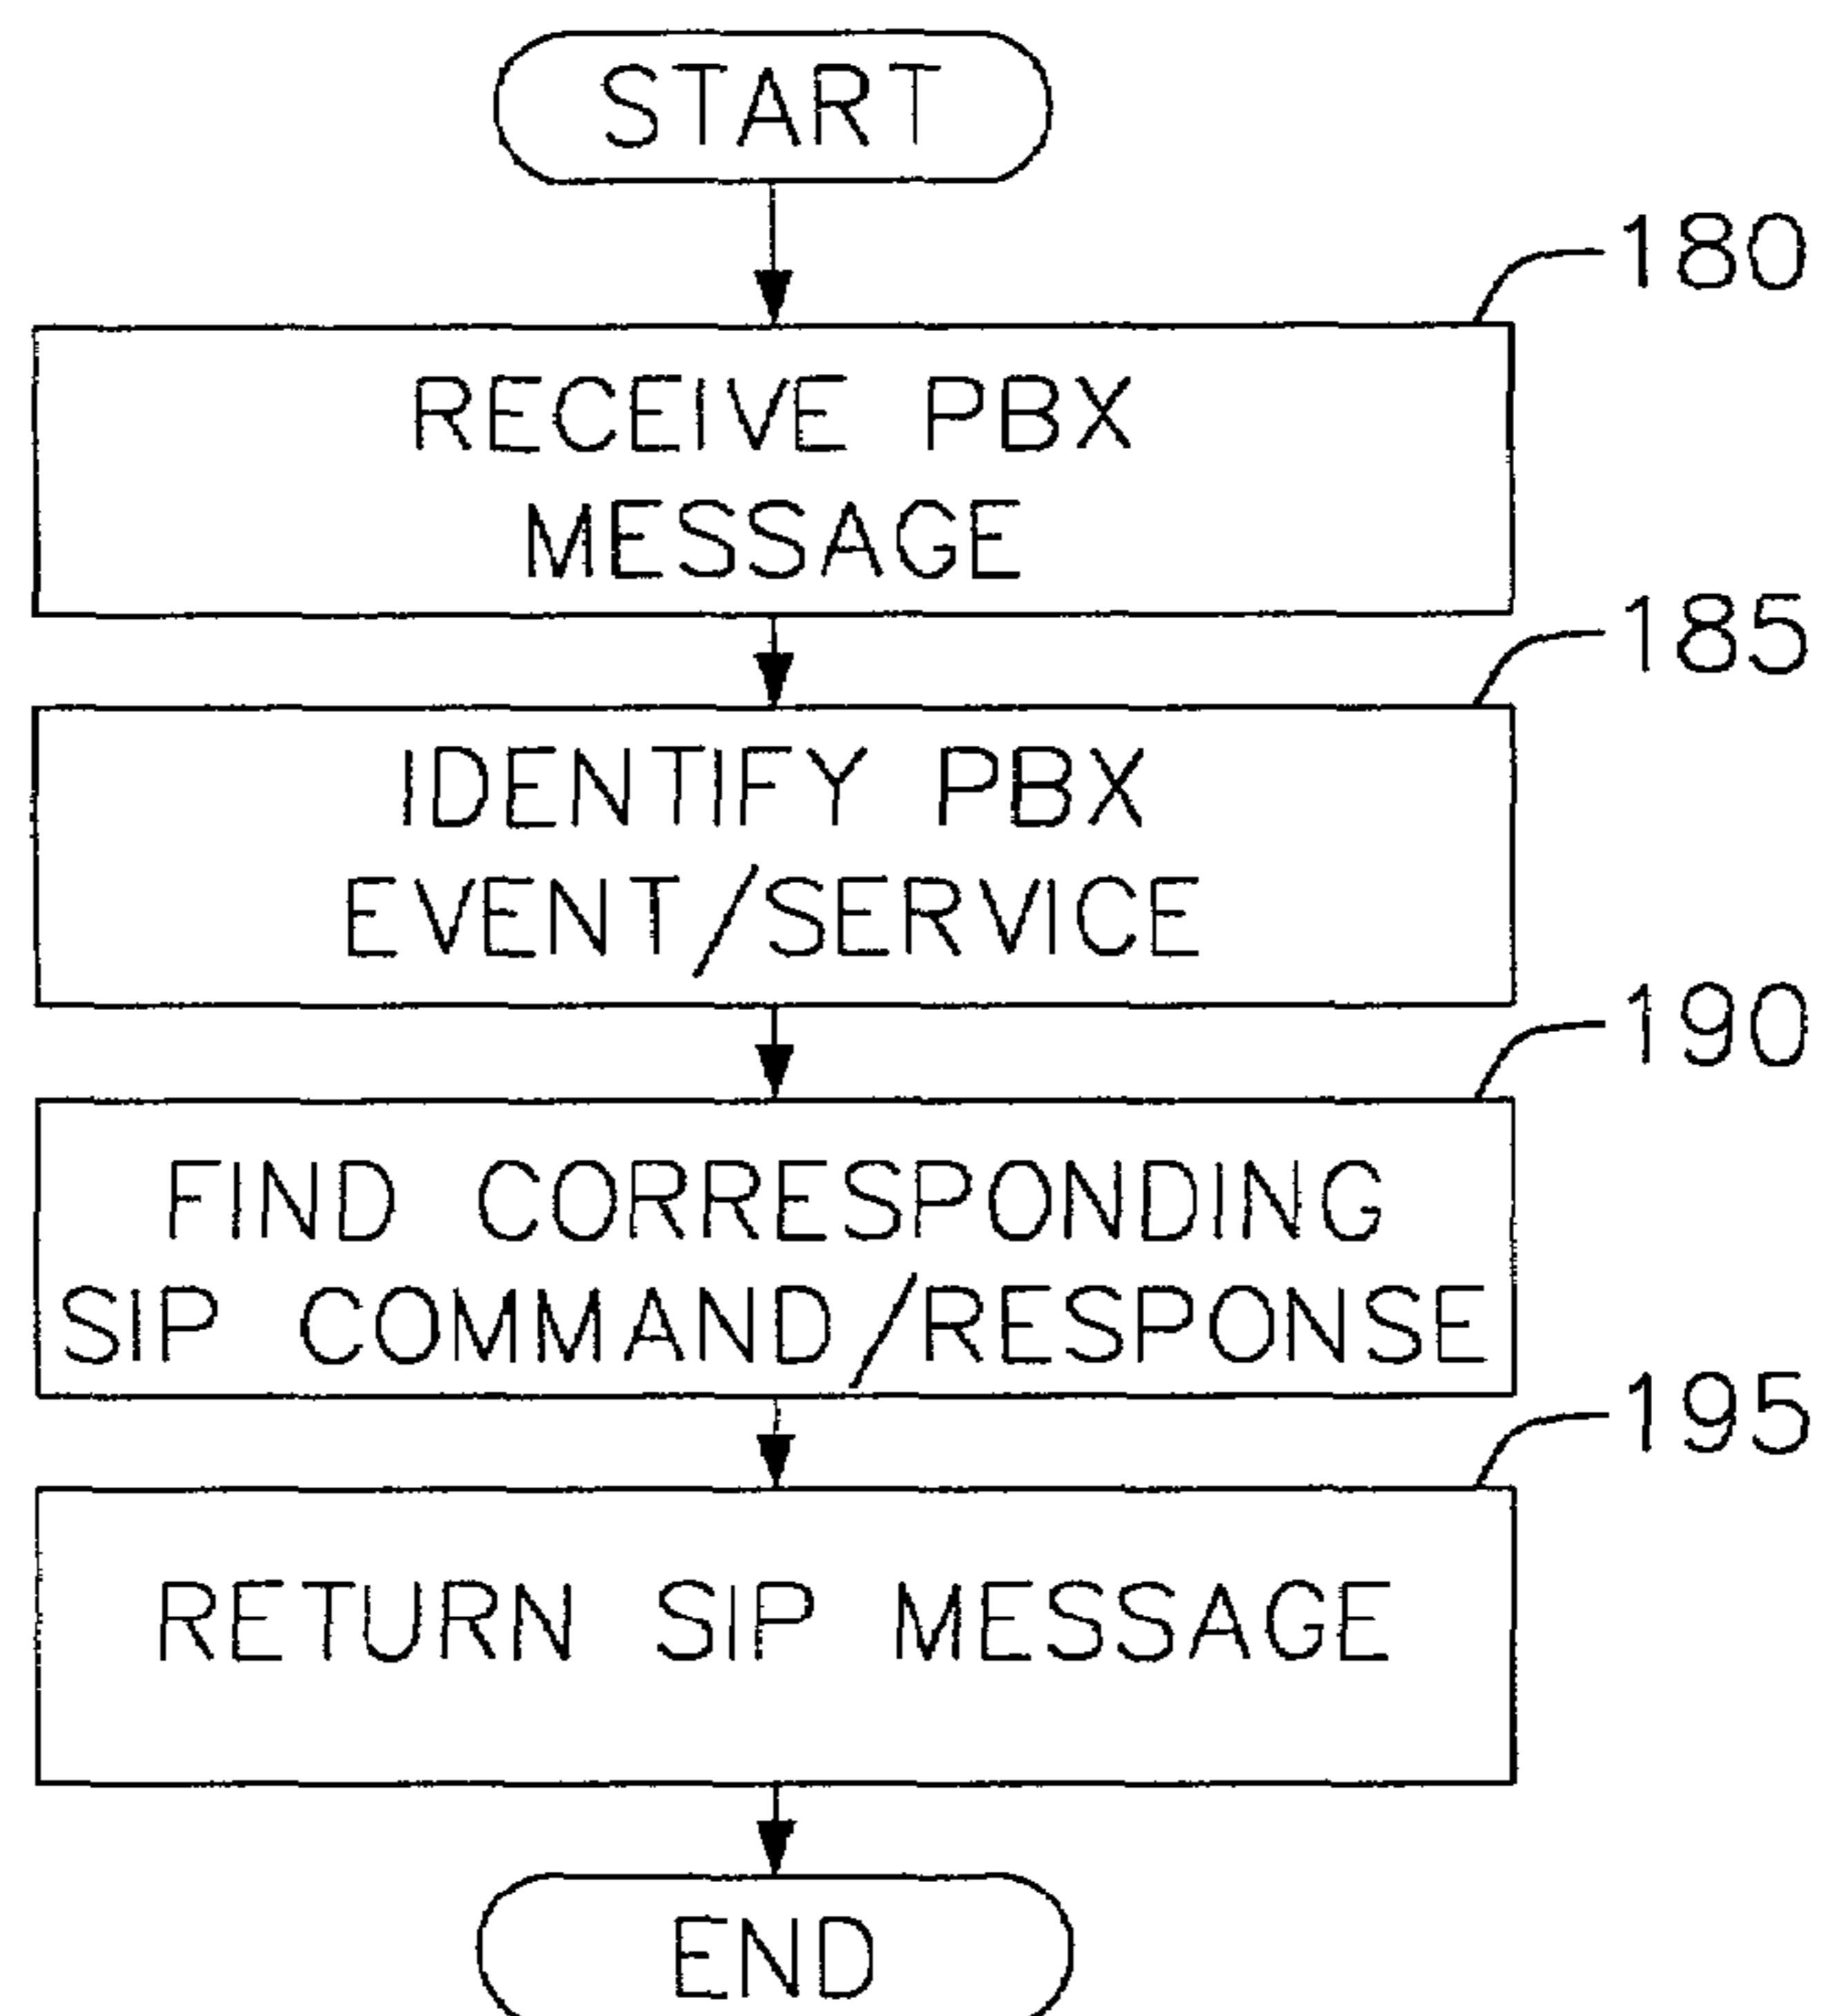 START
180
RECEIVE PBX
MESSAGE
185
IDENTIFY PBX
EVENT/SERVICE
190
FIND CORRESPONDING
SIP COMMAND/RESPONSE
195
RETURN SIP MESSAGE
END